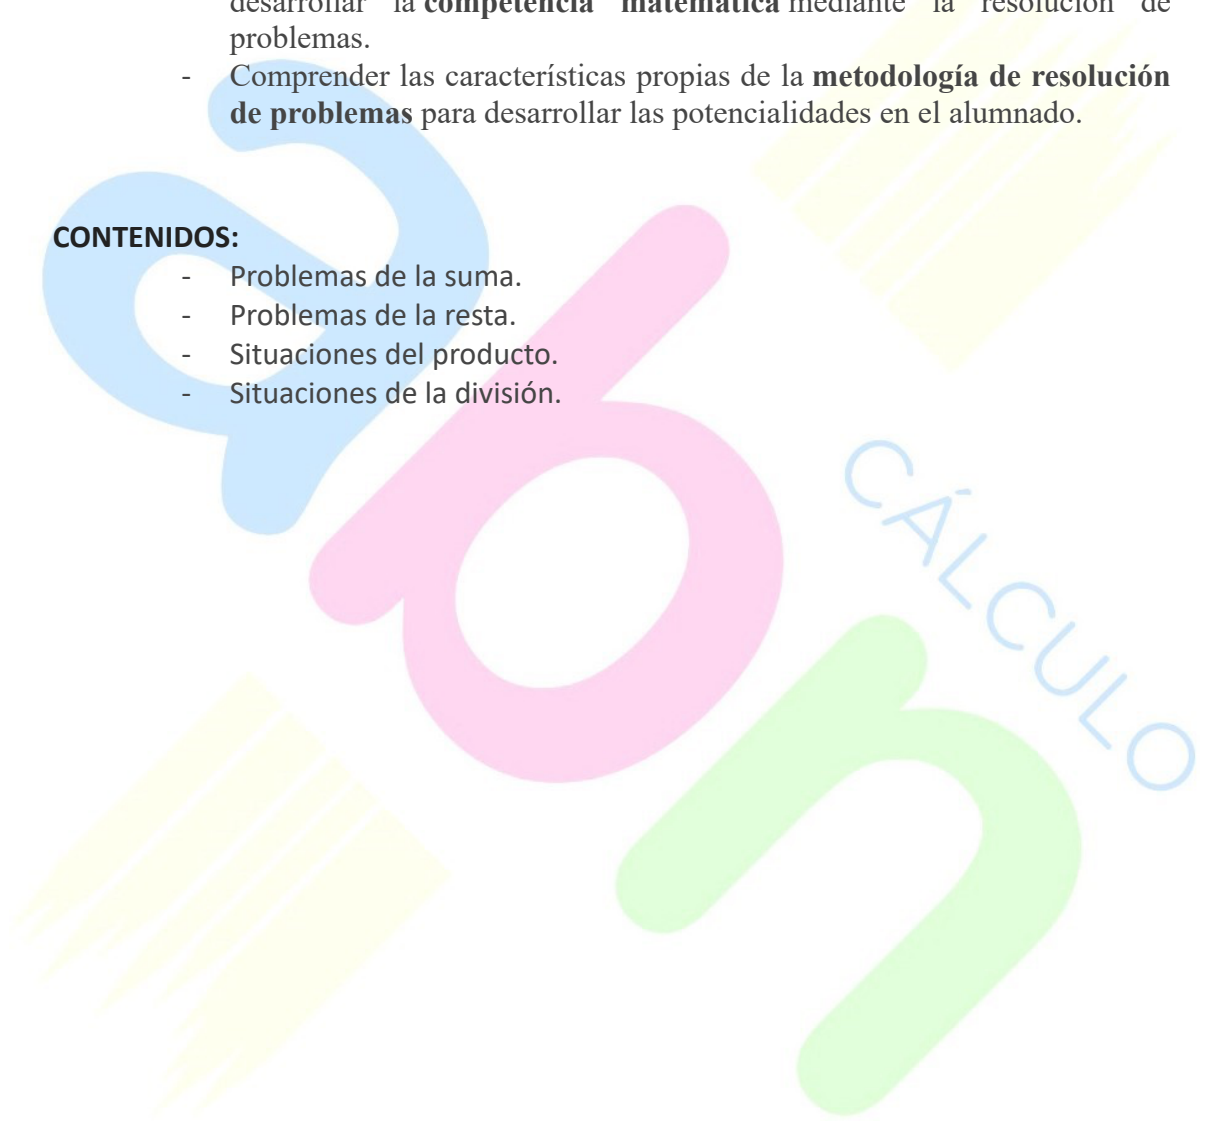 desarrollar la competencia matemática mediante la resolución de
problemas.
- Comprender las características propias de la metodología de resolución
de problemas para desarrollar las potencialidades en el alumnado.
CONTENIDOS:
- Problemas de la suma.
- Problemas de la resta.
- Situaciones del producto.
- Situaciones de la división.
abn
CÁLCULO